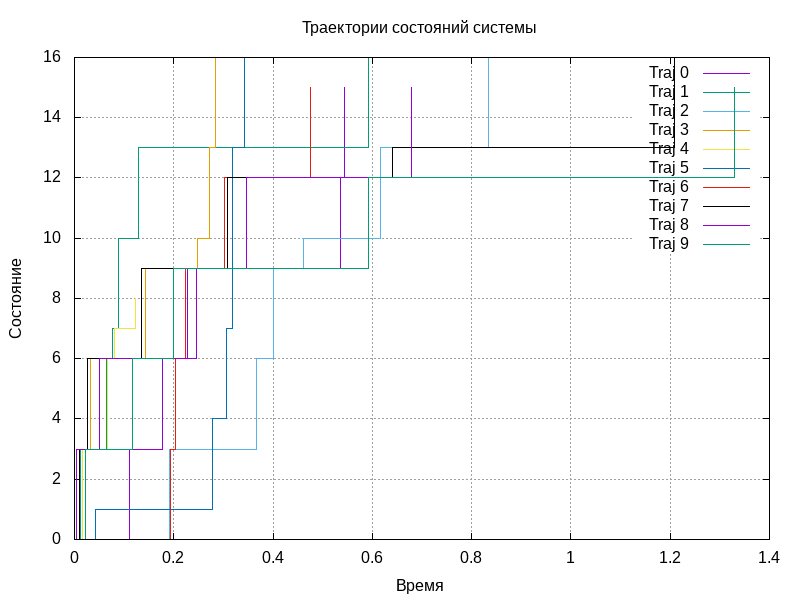 Траектории состояний системы
16
14
12
10
8
6
4
2
0
Состояние
0 0.2 0.4 0.6 0.8 1 1.2 1.4
Время
Traj 0
Traj 1
Traj 2
Traj 3
Traj 4
Traj 5
Traj 6
Traj 7
Traj 8
Traj 9